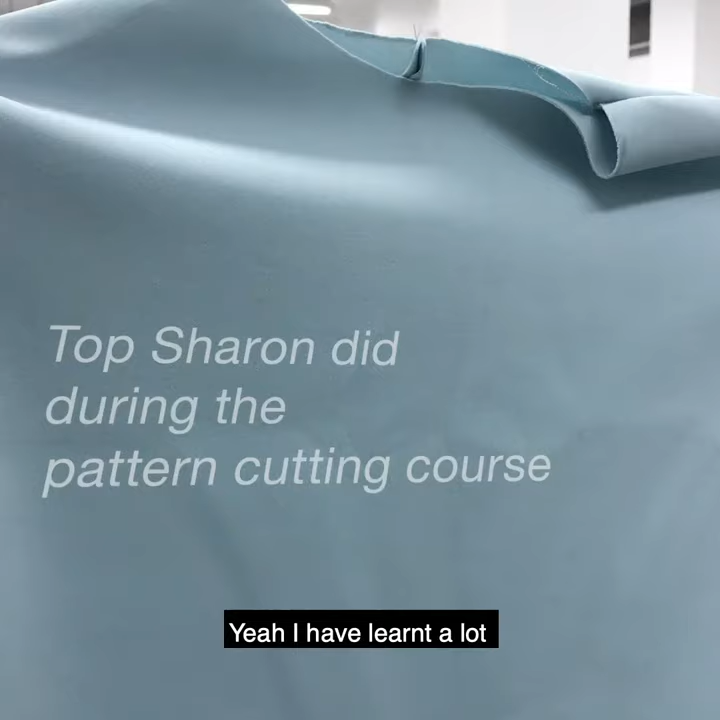 Top Sharon did
during the
pattern cutting course
Yeah I have learnt a lot